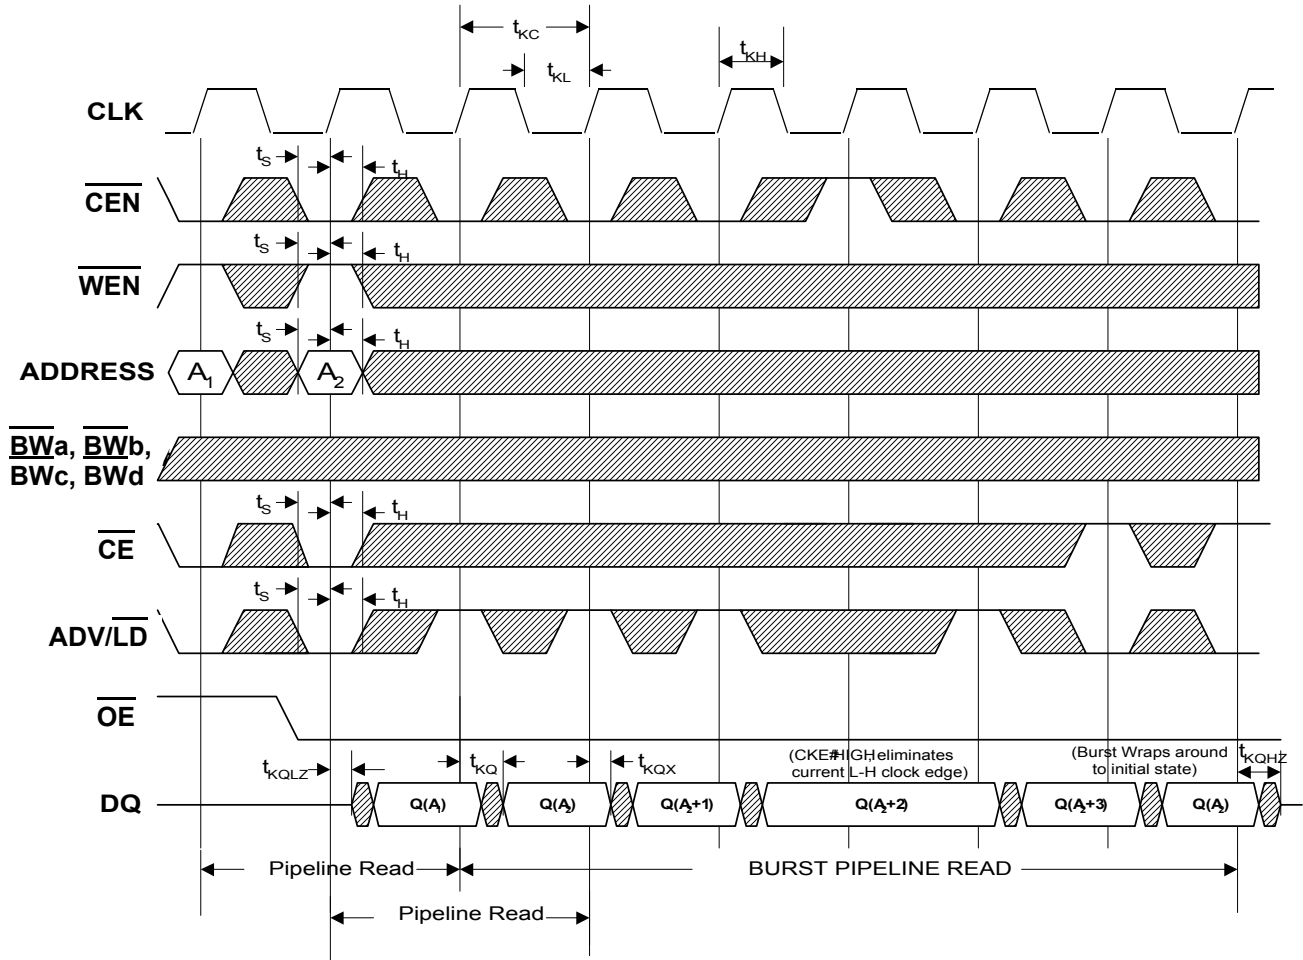 tKC
tKL
tKH
CLK
tS
tH
CEN
tS
tH
WEN
tS
tH
ADDRESS
A1
A2
BWa, BWb,
BWc, BWd
tS
tH
CE
tS
tH
ADV/LD
OE
tKQLZ
tKQ
tKQX
(CKE#HIGH, eliminates
current L-H clock edge)
(Burst Wraps around
to initial state)
tKQHZ
DQ
Q(A1)
Q(A2)
Q(A2+1)
Q(A2+2)
Q(A2+3)
Q(A2)
Pipeline Read
BURST PIPELINE READ
Pipeline Read